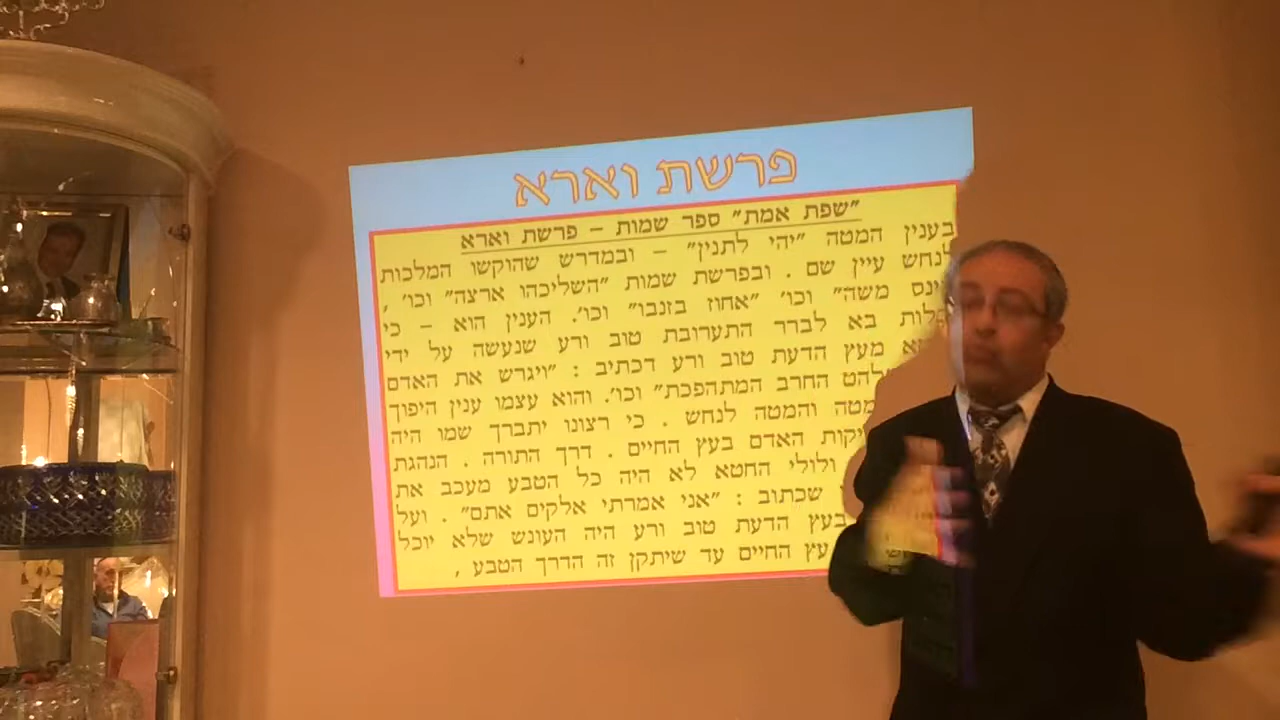 פרשת וארא
"שפת אמת" ספר שמות – פרשת וארא
בענין המטה "יהי לתנין" – ובמדרש שהוקשו המלכות
לנחש עיין שם . ובפרשת שמות "השליכהו ארצה" וכו' ,
משה" וכו' "אחוז בזנבו" וכו'. הענין הוא – כי
בא לברר התערובת טוב ורע שנעשה על ידי
מעץ הדעת טוב ורע דכתיב : "ויגרש את האדם
להט החרב המתהפכת" וכו'. והוא עצמו ענין היפוך
והמטה לנחש . כי רצונו יתברך שמו היה
האדם בעץ החיים . דרך התורה . הנהגת
ולולי החטא לא היה כל הטבע מעכב את
שכתוב : "אני אמרתי אלקים אתם" . ועל
בעץ הדעת טוב ורע היה העונש שלא יוכל
עץ החיים עד שיתקן זה הדרך הטבע ,